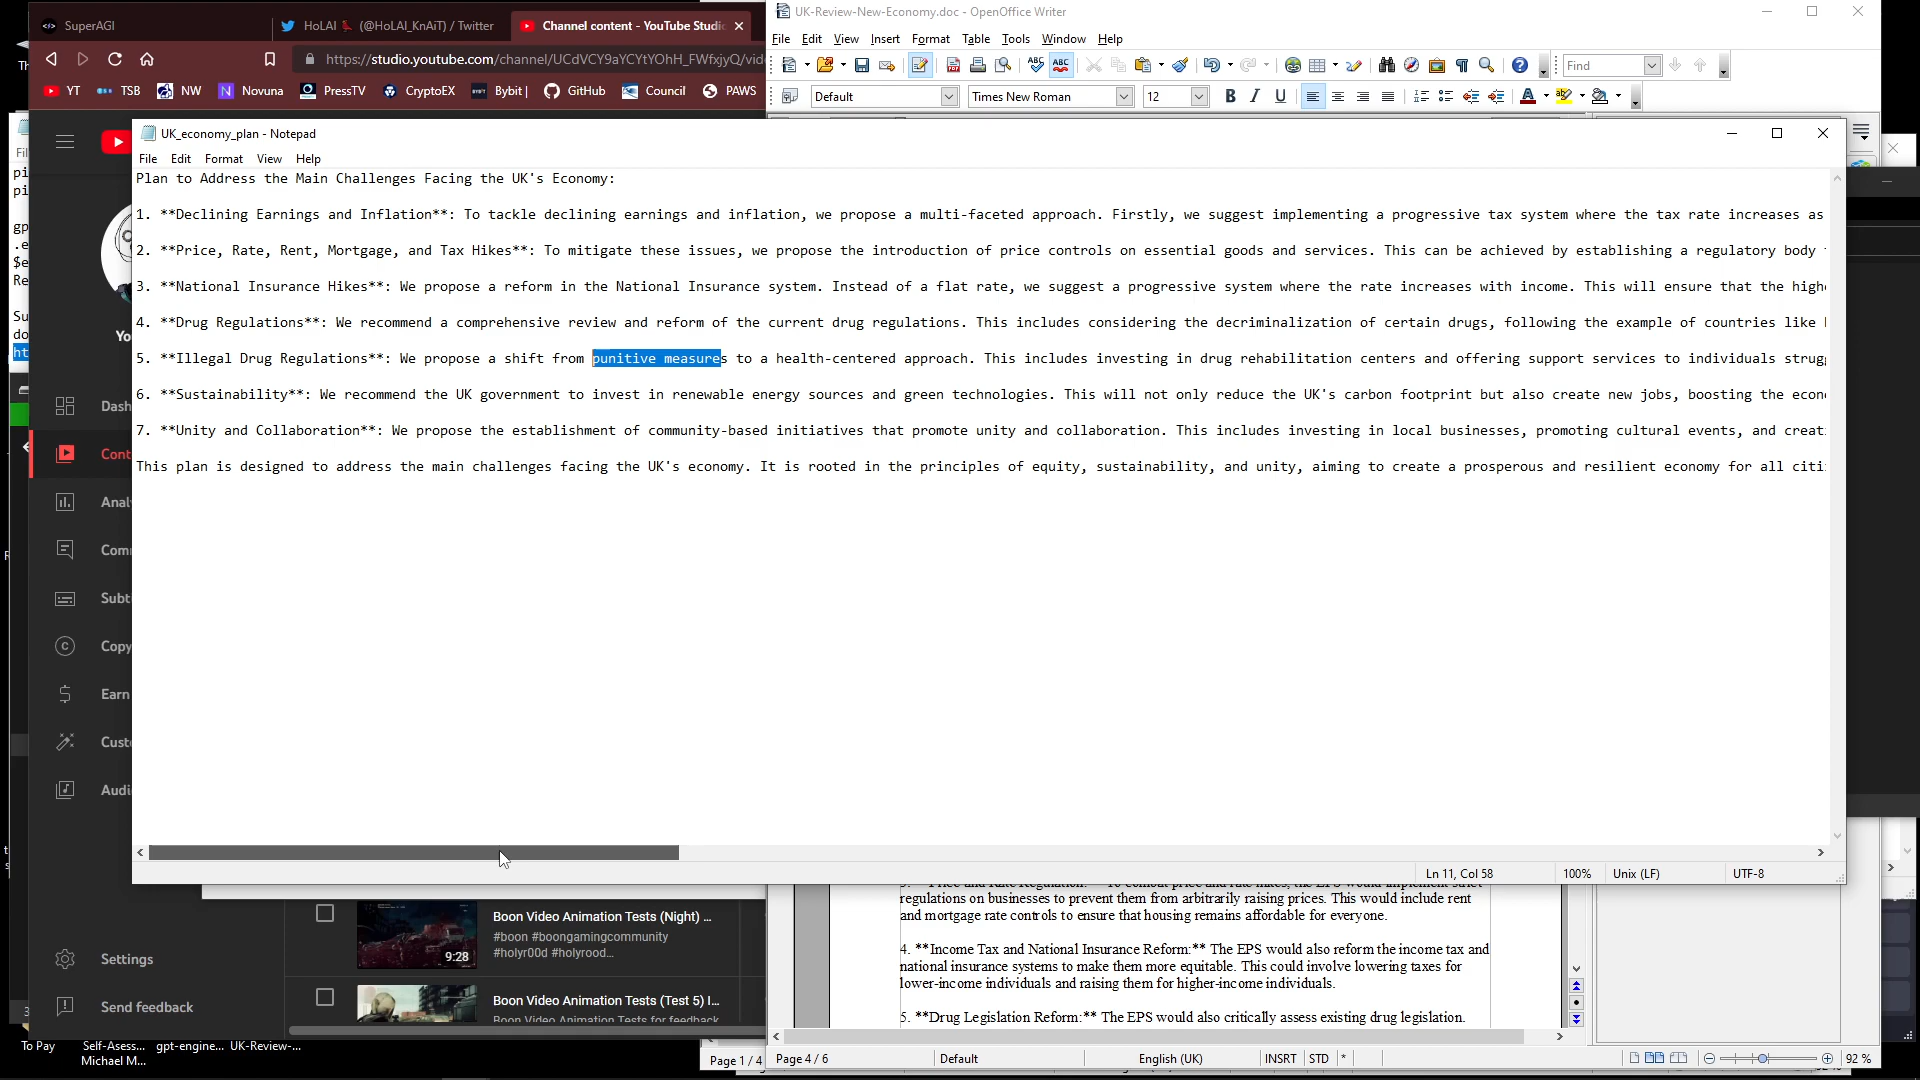 SuperAGI
HoLAI (@HoLAI_KnAiT) / Twitter
Channel content - YouTube Studi
https://studio.youtube.com/channel/UCdVCY9aYCYtYOhH_FWfxjyQ/vid
YT TSB NW Novuna PressTV CryptoEX Bybit | GitHub Council PAWS
UK-Review-New-Economy.doc - OpenOffice Writer
File Edit View Insert Format Table Tools Window Help
Find
Default Times New Roman 12
UK_economy_plan - Notepad
File Edit Format View Help
Plan to Address the Main Challenges Facing the UK's Economy:
1. **Declining Earnings and Inflation**: To tackle declining earnings and inflation, we propose a multi-faceted approach. Firstly, we suggest implementing a progressive tax system where the tax rate increases as
2. **Price, Rate, Rent, Mortgage, and Tax Hikes**: To mitigate these issues, we propose the introduction of price controls on essential goods and services. This can be achieved by establishing a regulatory body
3. **National Insurance Hikes**: We propose a reform in the National Insurance system. Instead of a flat rate, we suggest a progressive system where the rate increases with income. This will ensure that the high
4. **Drug Regulations**: We recommend a comprehensive review and reform of the current drug regulations. This includes considering the decriminalization of certain drugs, following the example of countries like
5. **Illegal Drug Regulations**: We propose a shift from punitive measures to a health-centered approach. This includes investing in drug rehabilitation centers and offering support services to individuals strug
6. **Sustainability**: We recommend the UK government to invest in renewable energy sources and green technologies. This will not only reduce the UK's carbon footprint but also create new jobs, boosting the econ
7. **Unity and Collaboration**: We propose the establishment of community-based initiatives that promote unity and collaboration. This includes investing in local businesses, promoting cultural events, and creat
This plan is designed to address the main challenges facing the UK's economy. It is rooted in the principles of equity, sustainability, and unity, aiming to create a prosperous and resilient economy for all citi
Ln 11, Col 58 100% Unix (LF) UTF-8
Yo
Dash
Cont
Anal
Com
Subt
Copy
Earn
Cust
Audi
Settings
Send feedback
Boon Video Animation Tests (Night) ...
#boon #boongamingcommunity
#holyr00d #holyrood...
9:28
Boon Video Animation Tests (Test 5) I...
Boon Video Animation Tests for feedback
regulations on businesses to prevent them from arbitrarily raising prices. This would include rent
and mortgage rate controls to ensure that housing remains affordable for everyone.
4. **Income Tax and National Insurance Reform:** The EPS would also reform the income tax and
national insurance systems to make them more equitable. This could involve lowering taxes for
lower-income individuals and raising them for higher-income individuals.
5. **Drug Legislation Reform:** The EPS would also critically assess existing drug legislation.
Page 1 / 4
Page 4 / 6 Default English (UK) INSRT STD * 92 %
To Pay
Self-Asess... Michael M...
gpt-engine...
UK-Review-...